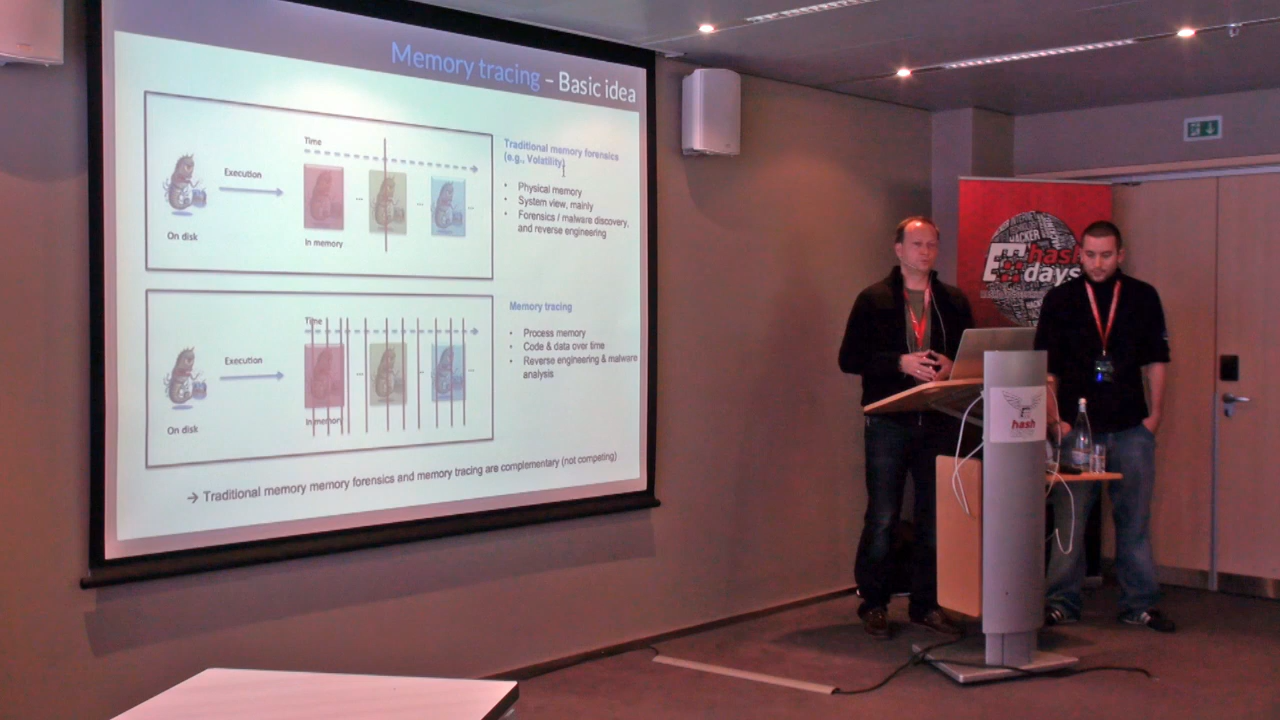 Memory tracing – Basic idea
Time
Execution
On disk
In memory
...
...
...
Traditional memory forensics
(e.g., Volatility)
• Physical memory
• System view, mainly
• Forensics / malware discovery,
and reverse engineering
Time
Execution
On disk
In memory
...
...
...
Memory tracing
• Process memory
• Code & data over time
• Reverse engineering & malware
analysis
→ Traditional memory memory forensics and memory tracing are complementary (not competing)
HACKER
hash
days
hash